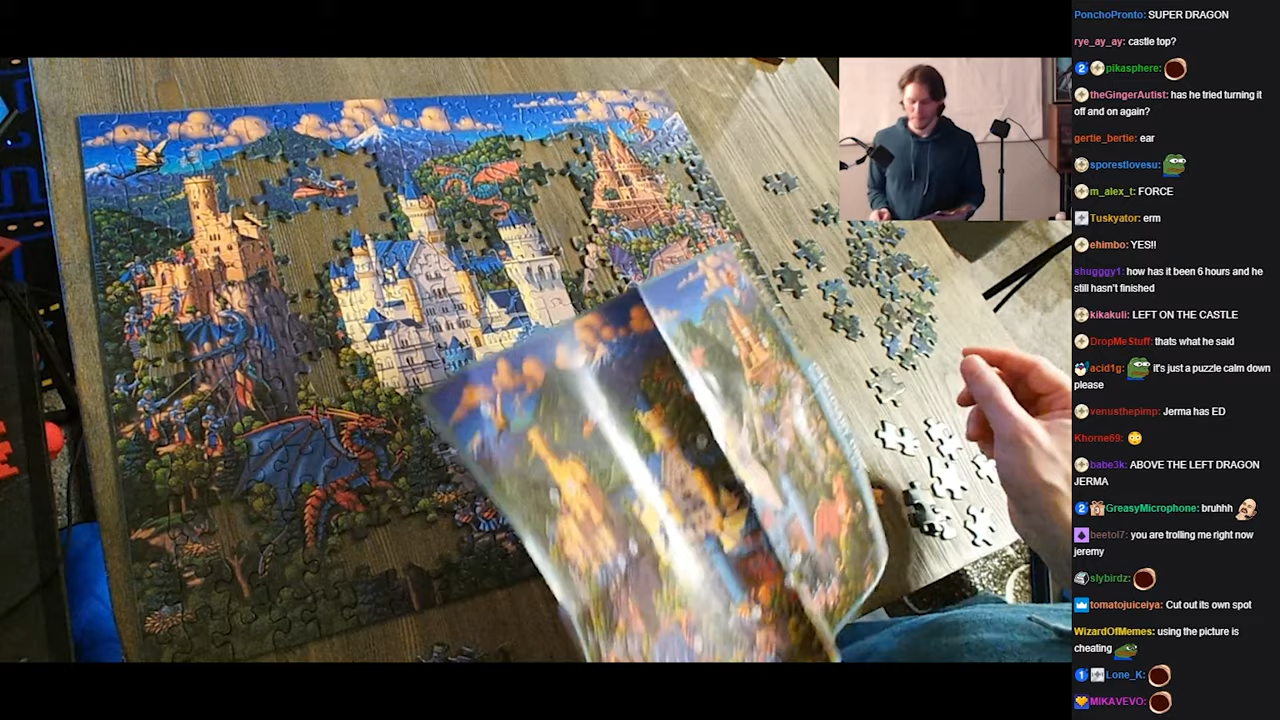 PonchoPronto: SUPER DRAGON
rye_ay_ay: castle top?
2 pikasphere:
theGingerAutist: has he tried turning it
off and on again?
gertie_bertie: ear
sporestlovesu:
m_alex_t: FORCE
Tuskyator: erm
ehimbo: YES!!
shugggy1: how has it been 6 hours and he
still hasn't finished
kikakuli: LEFT ON THE CASTLE
DropMeStuff: thats what he said
acid1g: it's just a puzzle calm down
please
venusthepimp: Jerma has ED
Khorne69:
babe3k: ABOVE THE LEFT DRAGON
JERMA
2 GreasyMicrophone: bruhhh
beetol7: you are trolling me right now
jeremy
slybirdz:
tomatojuiceiya: Cut out its own spot
WizardOfMemes: using the picture is
cheating
1 Lone_K:
MIKAVEVO: